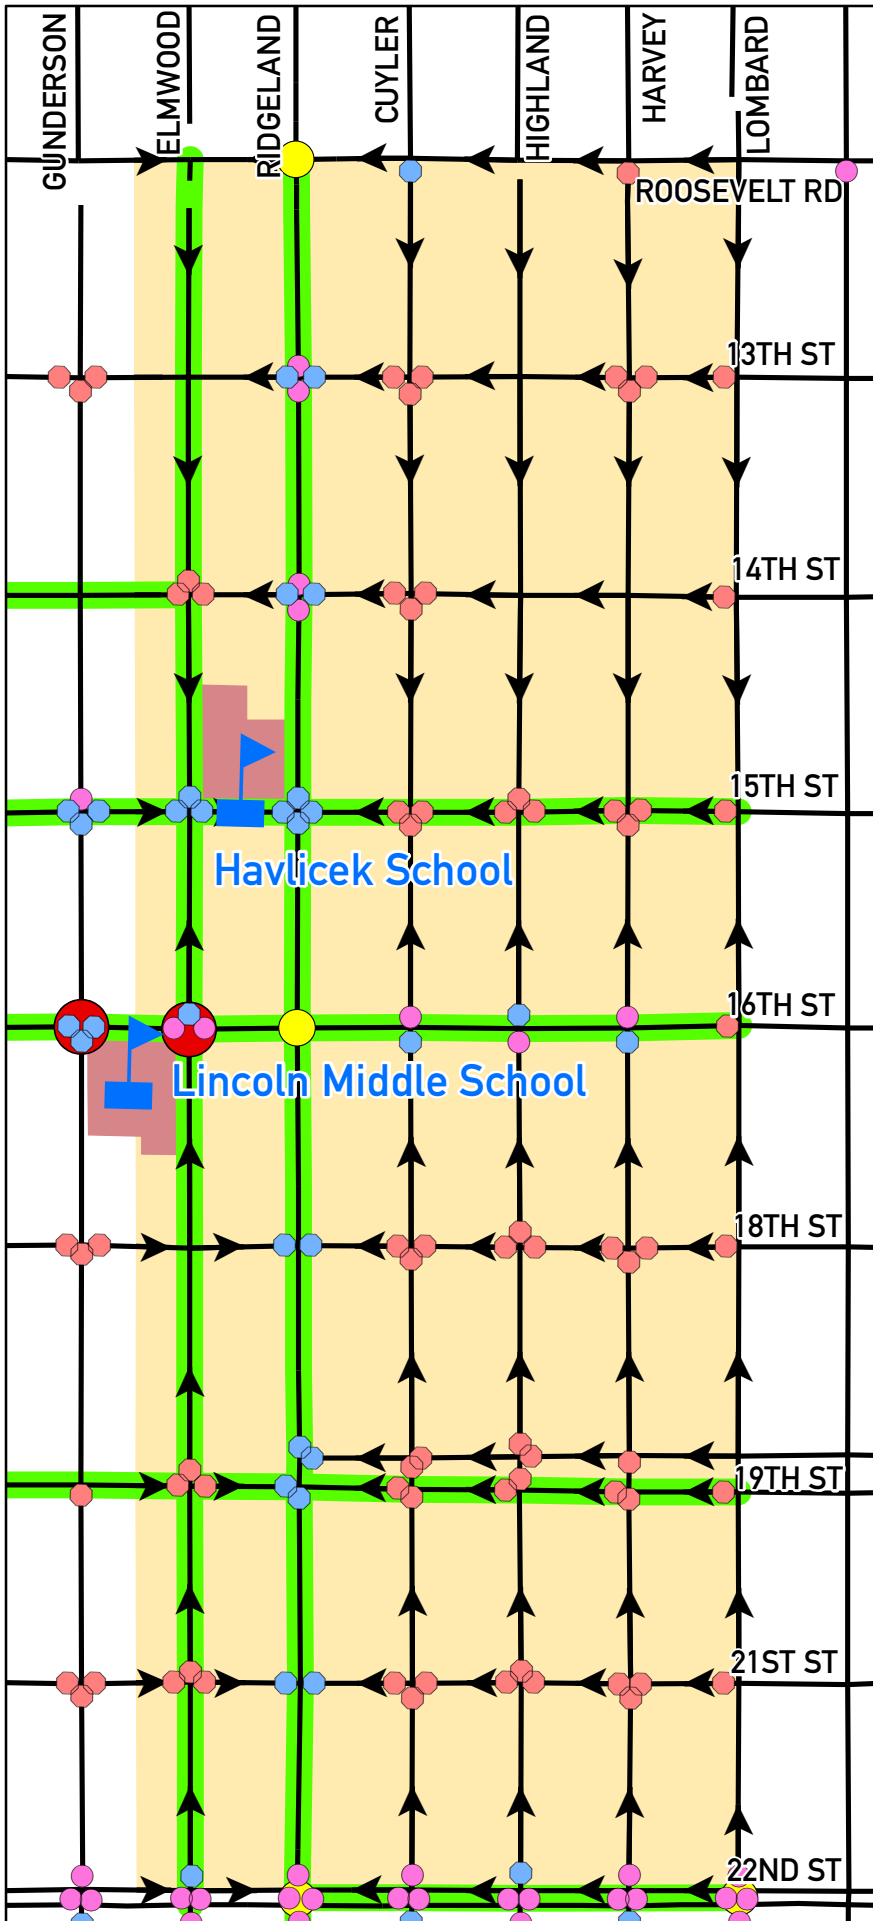 GUNDERSON
ELMWOOD
RIDGELAND
CUYLER
HIGHLAND
HARVEY
LOMBARD
ROOSEVELT RD
13TH ST
14TH ST
15TH ST
Havlicek School
16TH ST
Lincoln Middle School
18TH ST
19TH ST
21ST ST
22ND ST